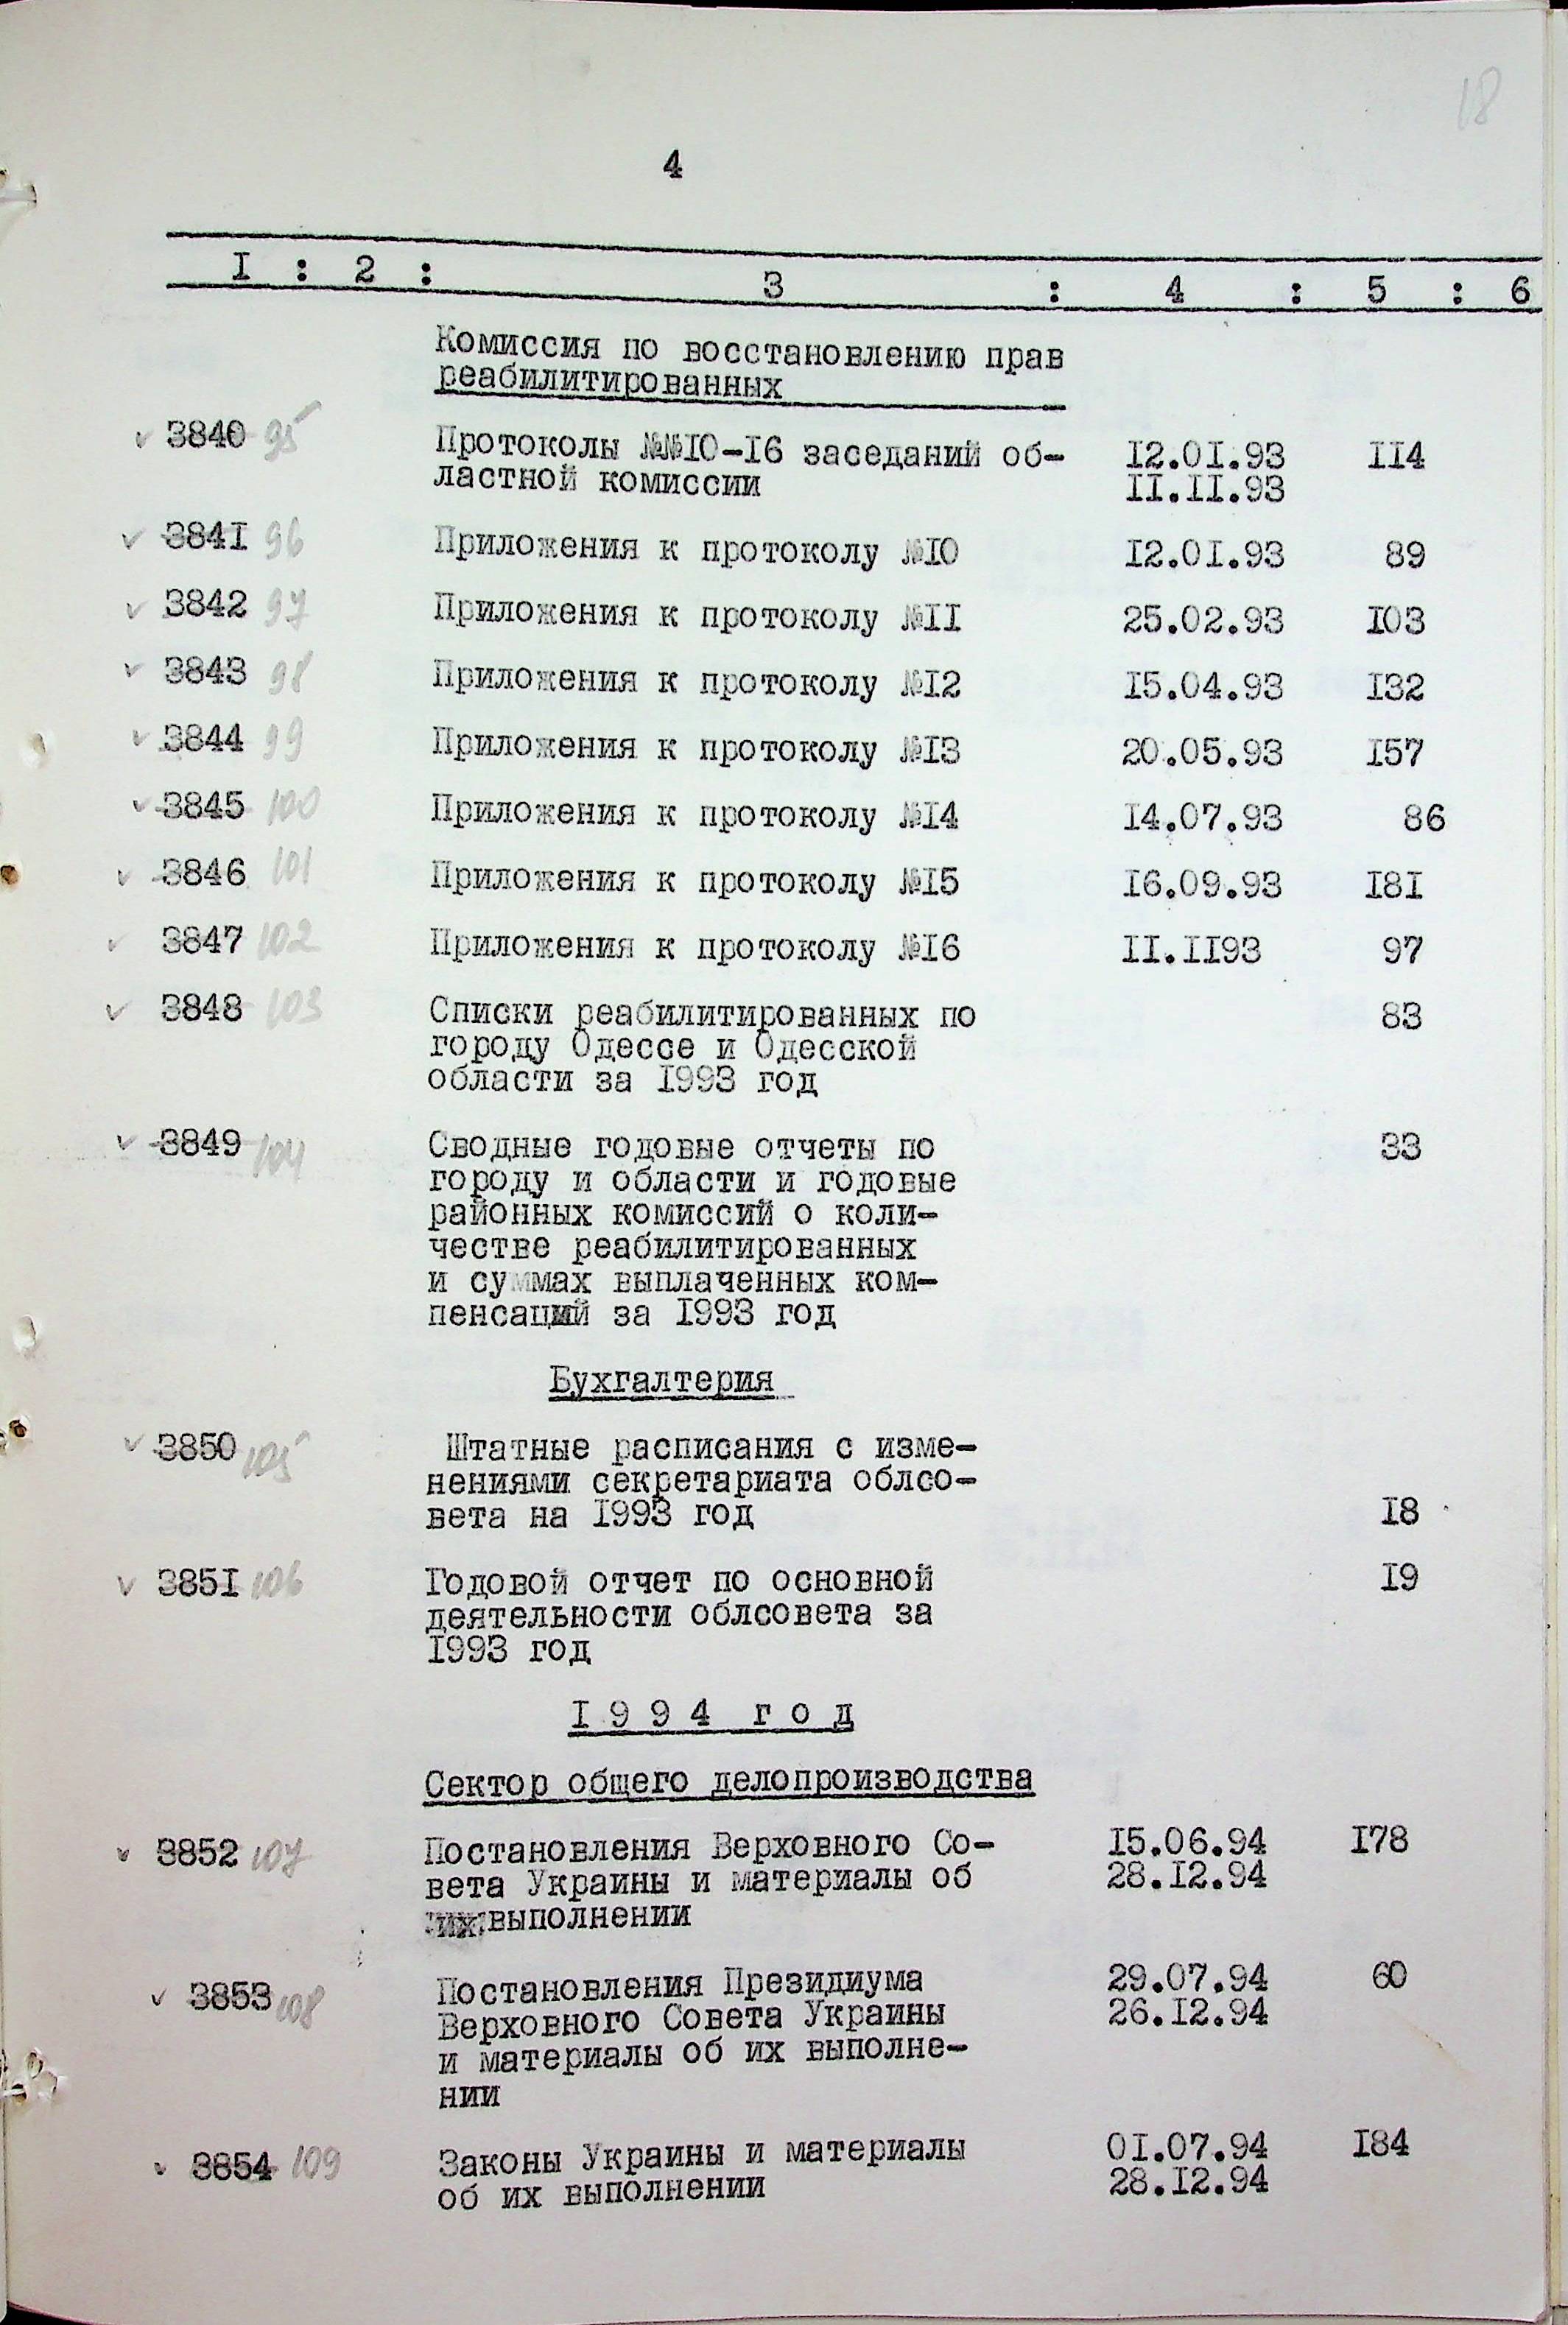 18
4
I : 2 : 3 : 4 : 5 : 6
Комиссия по восстановлению прав
реабилитированных
3840 95 Протоколы №№IO-I6 заседаний об- I2.OI.93 II4
ластной комиссии II.II.93
384I 96 Приложения к протоколу №IO I2.OI.93 89
3842 97 Приложения к протоколу №II 25.02.93 I03
3843 98 Приложения к протоколу №I2 I5.04.93 I32
3844 99 Приложения к протоколу №I3 20.05.93 I57
3845 100 Приложения к протоколу №I4 I4.07.93 86
3846 101 Приложения к протоколу №I5 I6.09.93 I8I
3847 102 Приложения к протоколу №I6 II.II93 97
3848 103 Списки реабилитированных по 83
городу Одессе и Одесской
области за I993 год
3849 104 Сводные годовые отчеты по 33
городу и области и годовые
районных комиссий о коли-
честве реабилитированных
и суммах выплаченных ком-
пенсаций за I993 год
Бухгалтерия
3850 105 Штатные расписания с изме-
нениями секретариата облсо-
вета на I993 год I8
385I 106 Годовой отчет по основной I9
деятельности облсовета за
I993 год
I 9 9 4 г о д
Сектор общего делопроизводства
3852 107 Постановления Верховного Со- I5.06.94 I78
вета Украины и материалы об 28.I2.94
их выполнении
3853 108 Постановления Президиума 29.07.94 60
Верховного Совета Украины 26.I2.94
и материалы об их выполне-
нии
3854 109 Законы Украины и материалы OI.07.94 I84
об их выполнении 28.I2.94